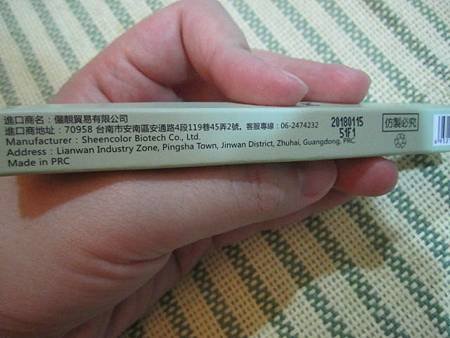 進口商名：儷靚貿易有限公司
進口商地址：70958 台南市安南區安通路4段119巷45弄2號，客服專線：06-2474232
Manufacturer：Sheencolor Biotech Co., Ltd.
Address：Lianwan Industry Zone, Pingsha Town, Jinwan District, Zhuhai, Guangdong, PRC.
Made in PRC
20180115
51F1
仿製必究